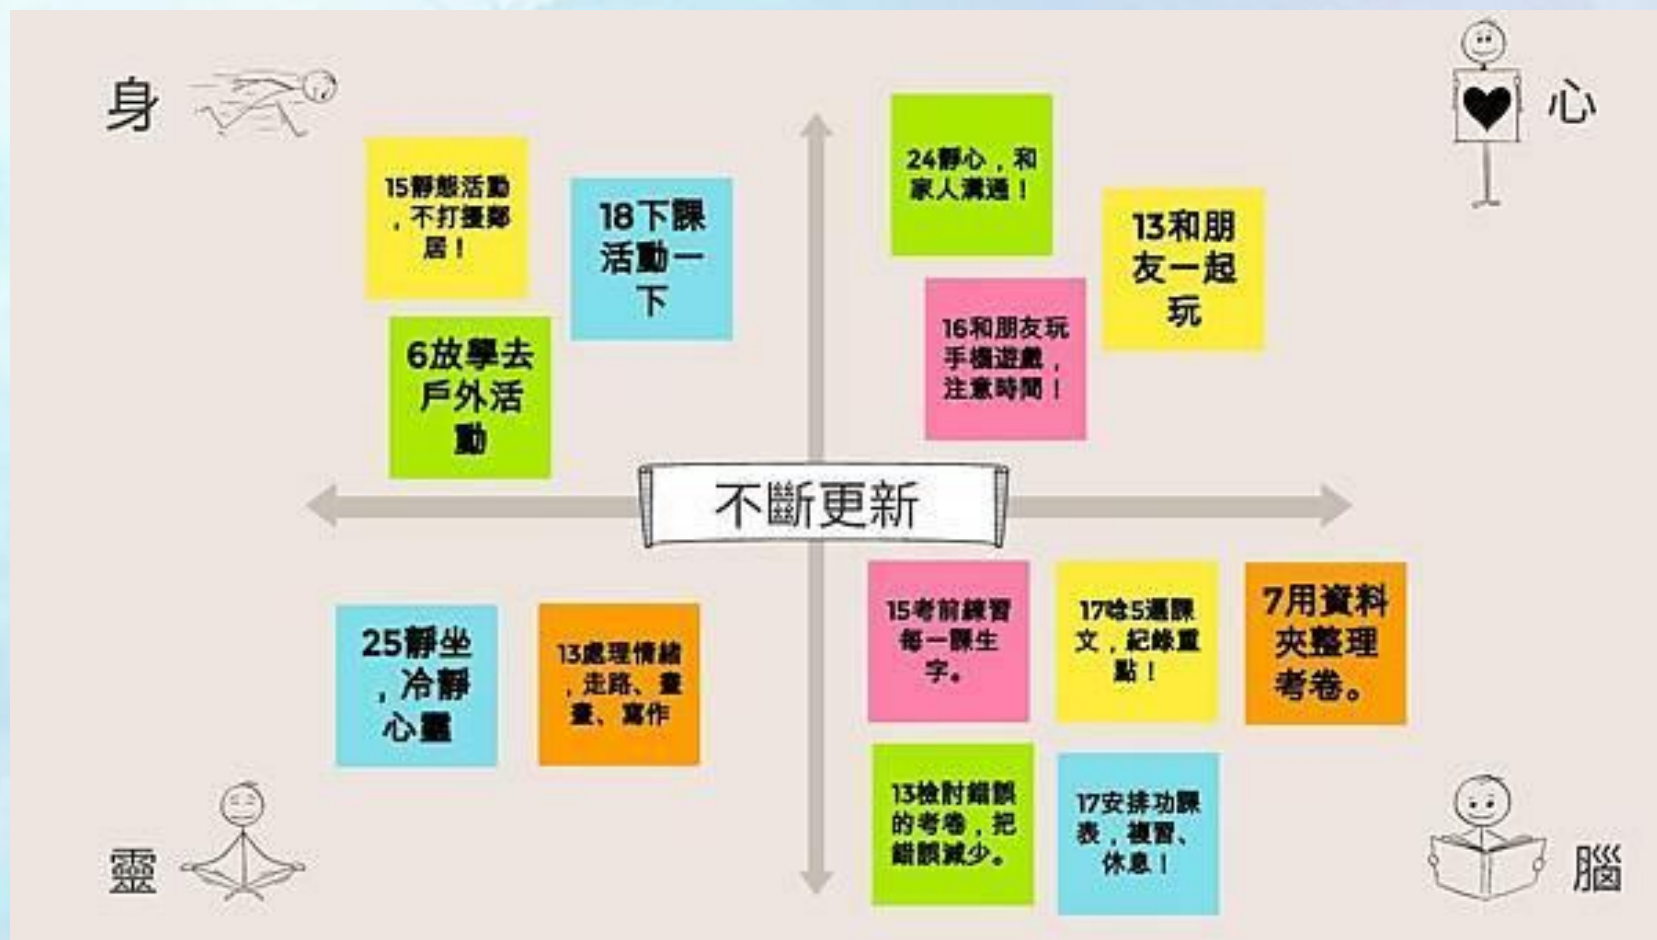 身
15靜態活動
，不打擾鄰
居！
18下課
活動一
下
6放學去
戶外活
動
24靜心，和
家人溝通！
13和朋
友一起
玩
16和朋友玩
手機遊戲，
注意時間！
心
不斷更新
25靜坐
，冷靜
心靈
13處理情緒
，走路、畫
畫、寫作
靈
15考前練習
每一課生
字。
17唸5遍課
文，紀錄重
點！
7用資料
夾整理
考卷。
13檢討錯誤
的考卷，把
錯誤減少。
17安排功課
表，複習、
休息！
腦